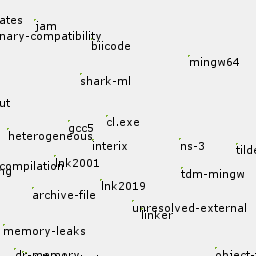 ates
jam
nary-compatibility
biicode
mingw64
shark-ml
ut
cl.exe
gcc5
heterogeneous
interix
ns-3
tilde
lnk2001
compilation
ng
tdm-mingw
lnk2019
archive-file
unresolved-external
linker
memory-leaks
dr-memory
object-